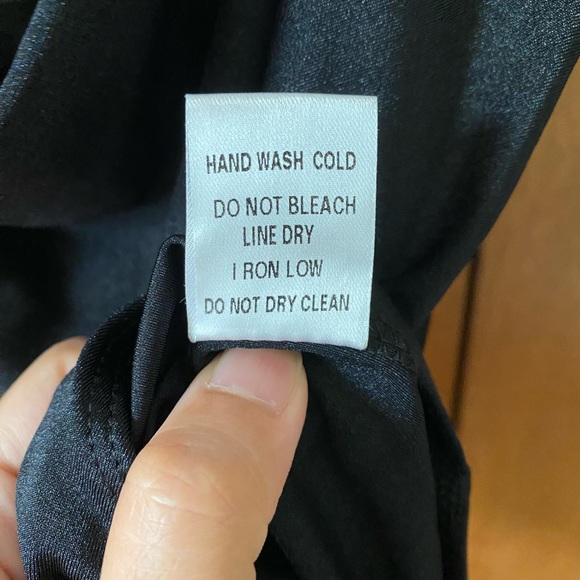 HAND WASH COLD
DO NOT BLEACH
LINE DRY
I RON LOW
DO NOT DRY CLEAN